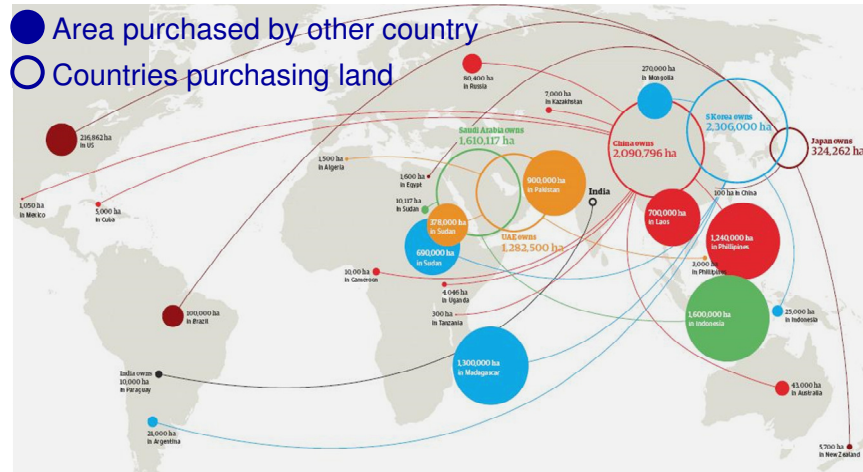 Area purchased by other country
Countries purchasing land
80,400 ha
in Russia
270,000 ha
in Mongolia
7,000 ha
in Kazakhstan
S Korea owns
2,306,000 ha
216,862 ha
in US
Saudi Arabia owns
1,610,117 ha
China owns
2,090,796 ha
Japan owns
324,262 ha
1,500 ha
in Algeria
1,600 ha
in Egypt
900,000 ha
in Pakistan
India
100 ha in China
1,050 ha
in Mexico
5,000 ha
in Cuba
10,117 ha
in Sudan
378,000 ha
in Sudan
UAE owns
1,282,500 ha
700,000 ha
in Laos
1,240,000 ha
in Phillipines
690,000 ha
in Sudan
3,000 ha
in Phillipines
10,00 ha
in Cameroon
4,046 ha
in Uganda
300 ha
in Tanzania
100,000 ha
in Brazil
1,600,000 ha
in Indonesia
25,000 ha
in Indonesia
1,300,000 ha
in Madagascar
India owns
10,000 ha
in Paraguay
43,000 ha
in Australia
21,000 ha
in Argentina
5,700 ha
in New Zealand